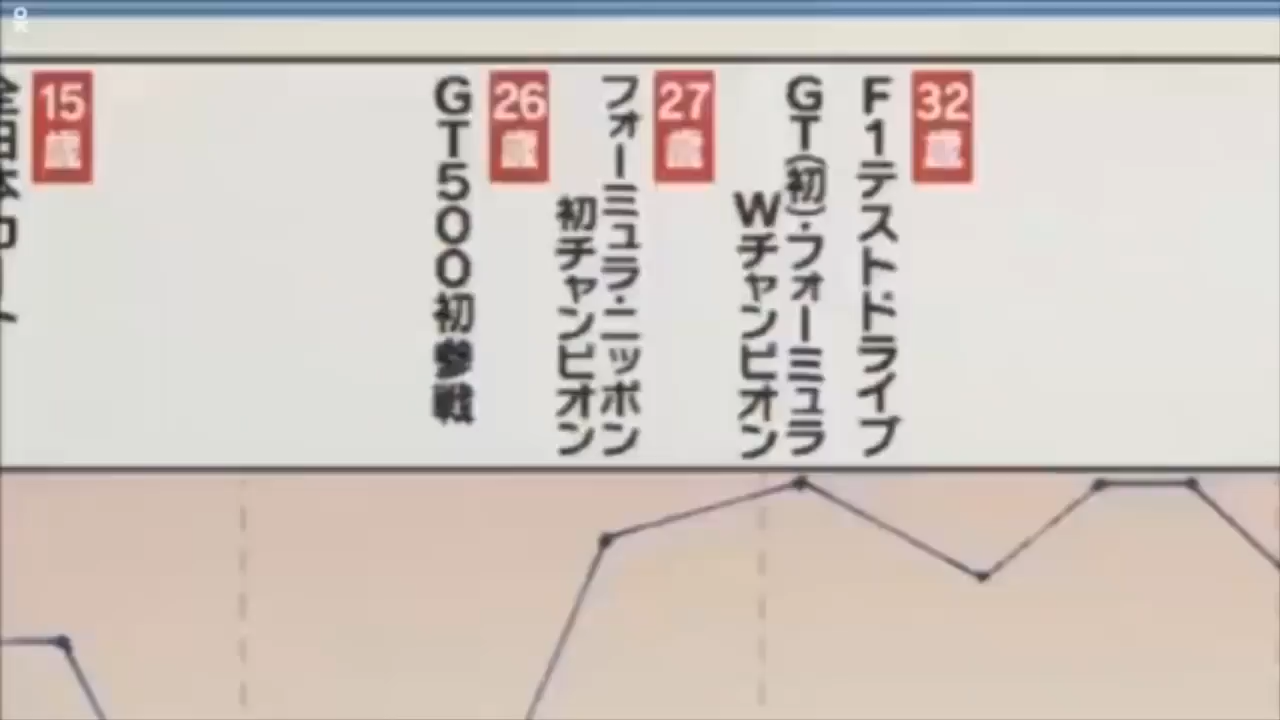 15歳
26歳
GT500初参戦
27歳
フォーミュラ・ニッポン
初チャンピオン
32歳
F1テストドライブ
GT(初)・フォーミュラ
Wチャンピオン